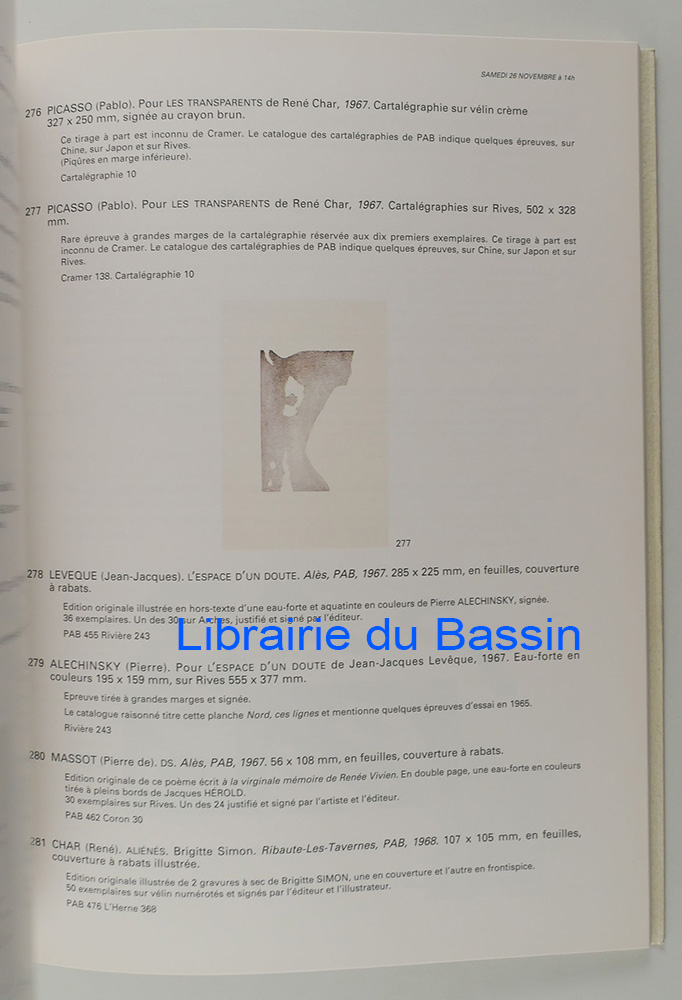 SAMEDI 26 NOVEMBRE à 14h
276 PICASSO (Pablo). Pour LES TRANSPARENTS de René Char, 1967. Cartalégraphie sur vélin crème
327 x 250 mm, signée au crayon brun.
Ce tirage à part est inconnu de Cramer. Le catalogue des cartalégraphies de PAB indique quelques épreuves, sur
Chine, sur Japon et sur Rives.
(Piqûres en marge inférieure).
Cartalégraphie 10
277 PICASSO (Pablo). Pour LES TRANSPARENTS de René Char, 1967. Cartalégraphies sur Rives, 502 x 328
mm.
Rare épreuve à grandes marges de la cartalégraphie réservée aux dix premiers exemplaires. Ce tirage à part est
inconnu de Cramer. Le catalogue des cartalégraphies de PAB indique quelques épreuves, sur Chine, sur Japon et sur
Rives.
Cramer 138. Cartalégraphie 10
277
278 LEVEQUE (Jean-Jacques). L'ESPACE D'UN DOUTE. Alès, PAB, 1967. 285 x 225 mm, en feuilles, couverture
à rabats.
Edition originale illustrée en hors-texte d'une eau-forte et aquatinte en couleurs de Pierre ALECHINSKY, signée.
36 exemplaires. Un des 30 sur Arches, justifié et signé par l'éditeur.
PAB 455 Rivière 243
Librairie du Bassin
279 ALECHINSKY (Pierre). Pour L'ESPACE D'UN DOUTE de Jean-Jacques Levêque, 1967. Eau-forte en
couleurs 195 x 159 mm, sur Rives 555 x 377 mm.
Epreuve tirée à grandes marges et signée.
Le catalogue raisonné titre cette planche Nord, ces lignes et mentionne quelques épreuves d'essai en 1965.
Rivière 243
280 MASSOT (Pierre de). DS. Alès, PAB, 1967. 56 x 108 mm, en feuilles, couverture à rabats.
Edition originale de ce poème écrit à la virginale mémoire de Renée Vivien. En double page, une eau-forte en couleurs
tirée à pleins bords de Jacques HÉROLD.
30 exemplaires sur Rives. Un des 24 justifié et signé par l'artiste et l'éditeur.
PAB 462 Coron 30
281 CHAR (René). ALIÉNÉS. Brigitte Simon. Ribaute-Les-Tavernes, PAB, 1968. 107 x 105 mm, en feuilles,
couverture à rabats illustrée.
Edition originale illustrée de 2 gravures à sec de Brigitte SIMON, une en couverture et l'autre en frontispice.
50 exemplaires sur vélin numérotés et signés par l'éditeur et l'illustrateur.
PAB 476 L'Herne 368